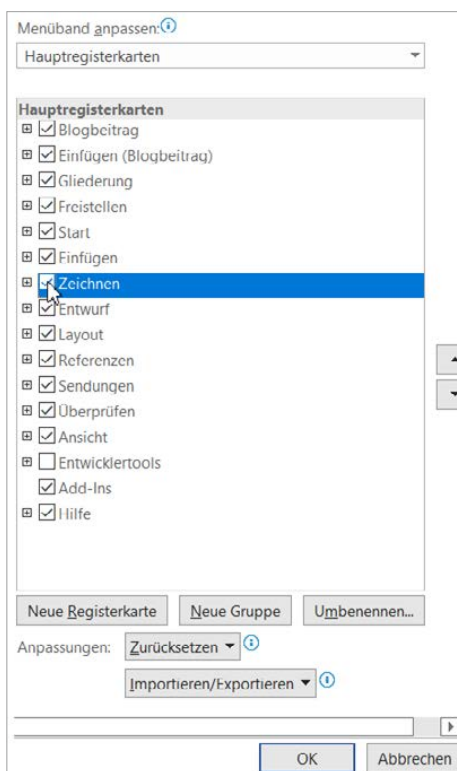 Menüband anpassen:
Hauptregisterkarten
Hauptregisterkarten
Blogbeitrag
Einfügen (Blogbeitrag)
Gliederung
Freistellen
Start
Einfügen
Zeichnen
Entwurf
Layout
Referenzen
Sendungen
Überprüfen
Ansicht
Entwicklertools
Add-Ins
Hilfe
Neue Registerkarte Neue Gruppe Umbenennen...
Anpassungen: Zurücksetzen
Importieren/Exportieren
OK Abbrechen